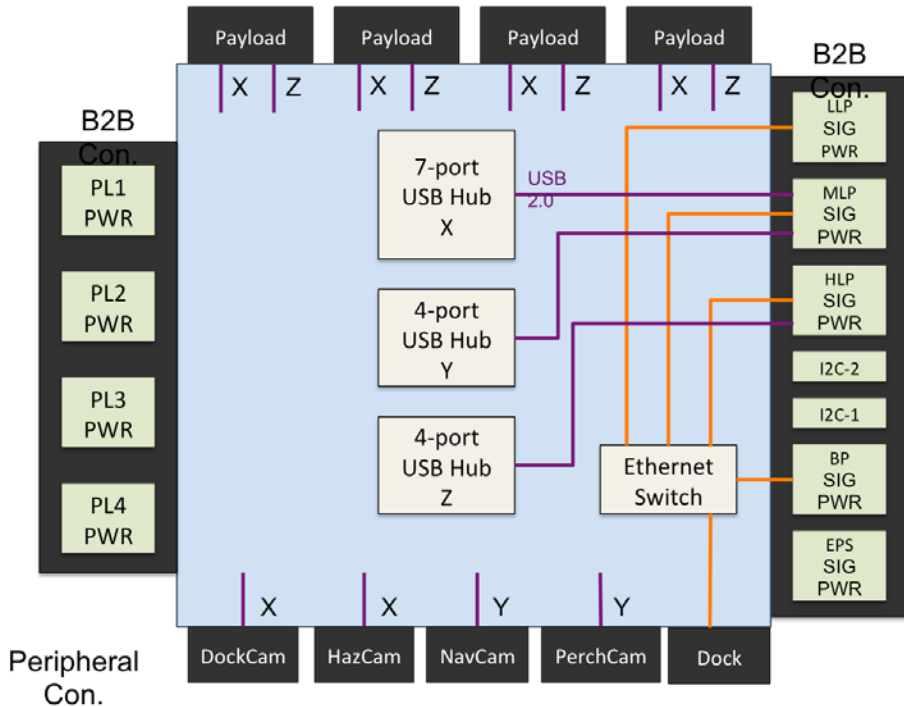 Payload
Payload
Payload
Payload
B2B
Con.
X
Z
X
Z
X
Z
X
Z
B2B
Con.
PL1
PWR
PL2
PWR
PL3
PWR
PL4
PWR
7-port
USB Hub
X
USB
2.0
4-port
USB Hub
Y
4-port
USB Hub
Z
Ethernet
Switch
LLP
SIG
PWR
MLP
SIG
PWR
HLP
SIG
PWR
I2C-2
I2C-1
BP
SIG
PWR
EPS
SIG
PWR
X
X
Y
Y
DockCam
HazCam
NavCam
PerchCam
Dock
Peripheral
Con.